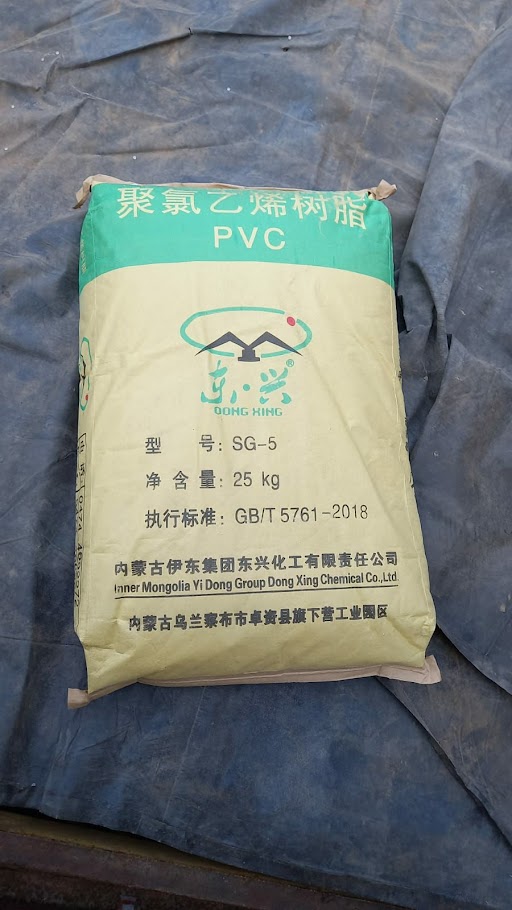 聚氯乙烯树脂
PVC
东·兴®
DONG XING
型 号: SG-5
净 含 量: 25 kg
执行标准: GB/T 5761-2018
内蒙古伊东集团东兴化工有限责任公司
Inner Mongolia Yi Dong Group Dong Xing Chemical Co.,Ltd.
内蒙古乌兰察布市卓资县旗下营工业园区